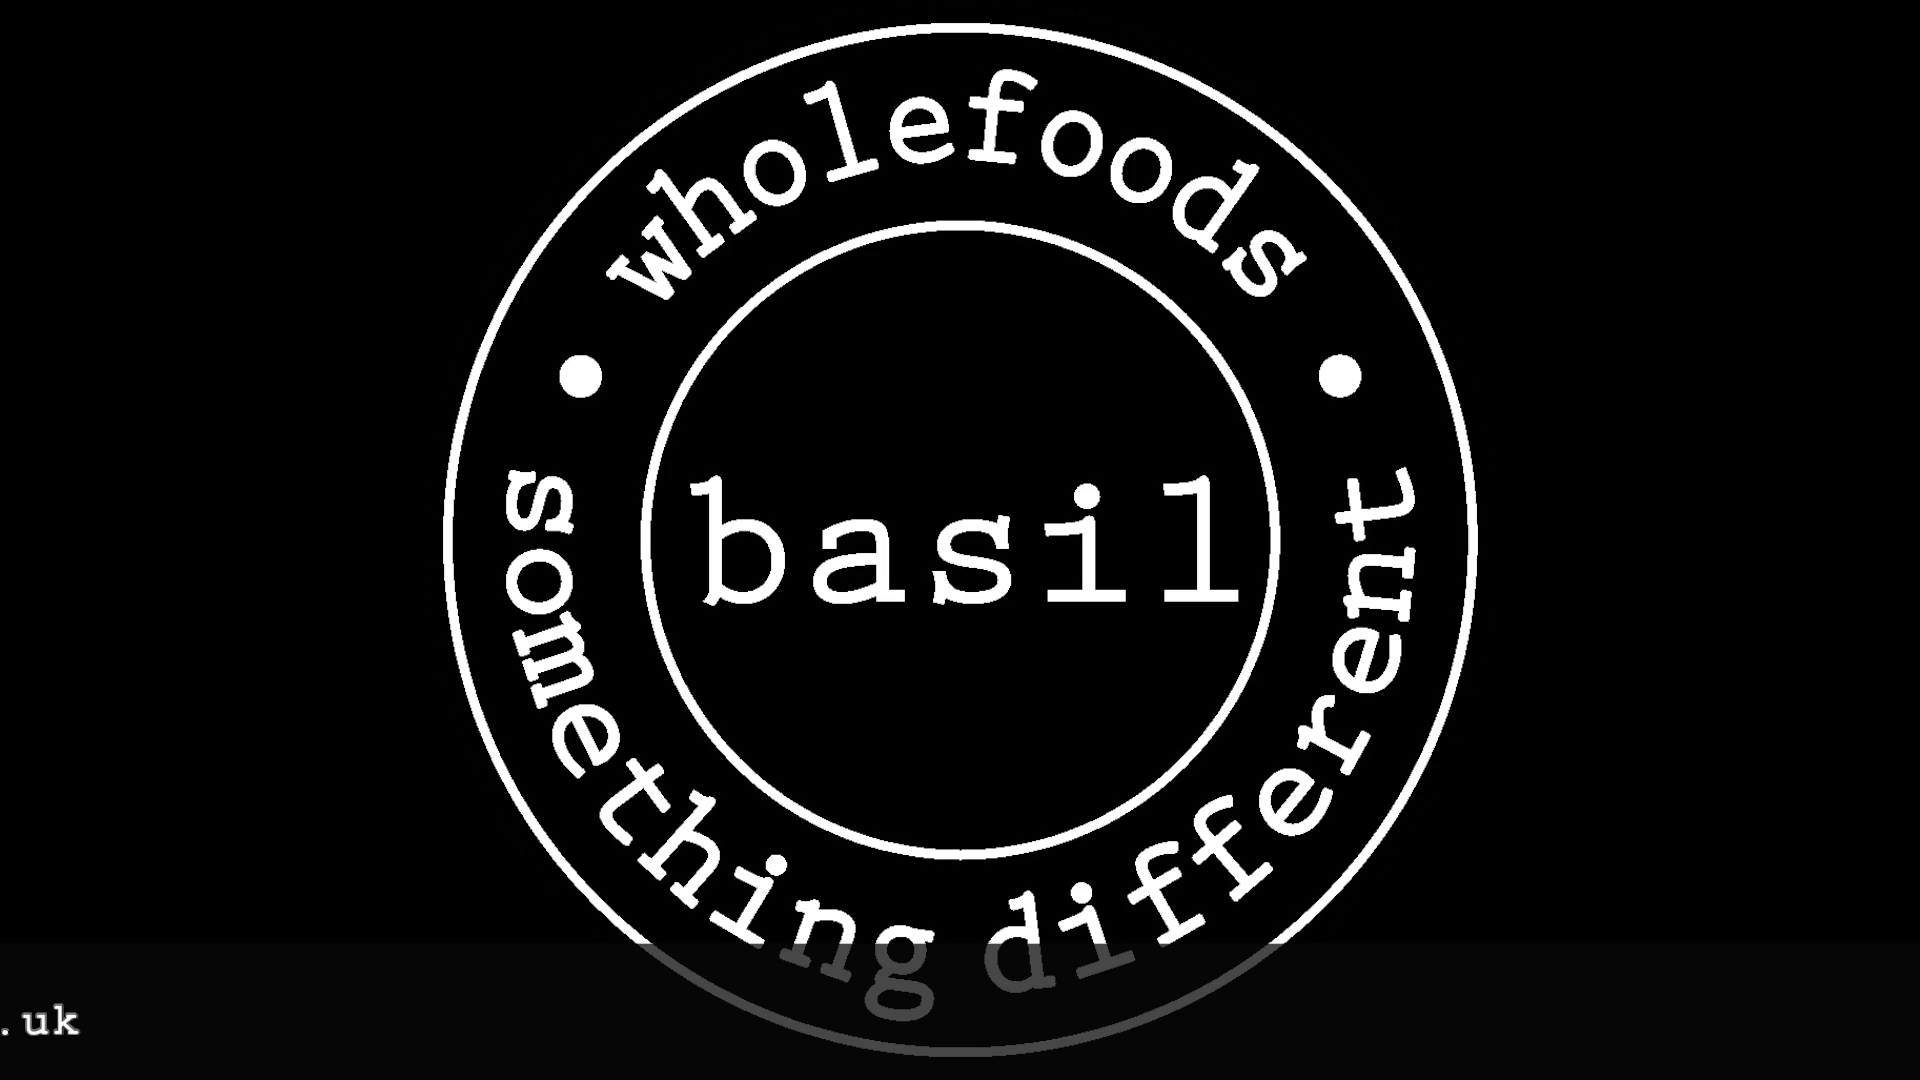 wholefoods
basil
something different
.uk